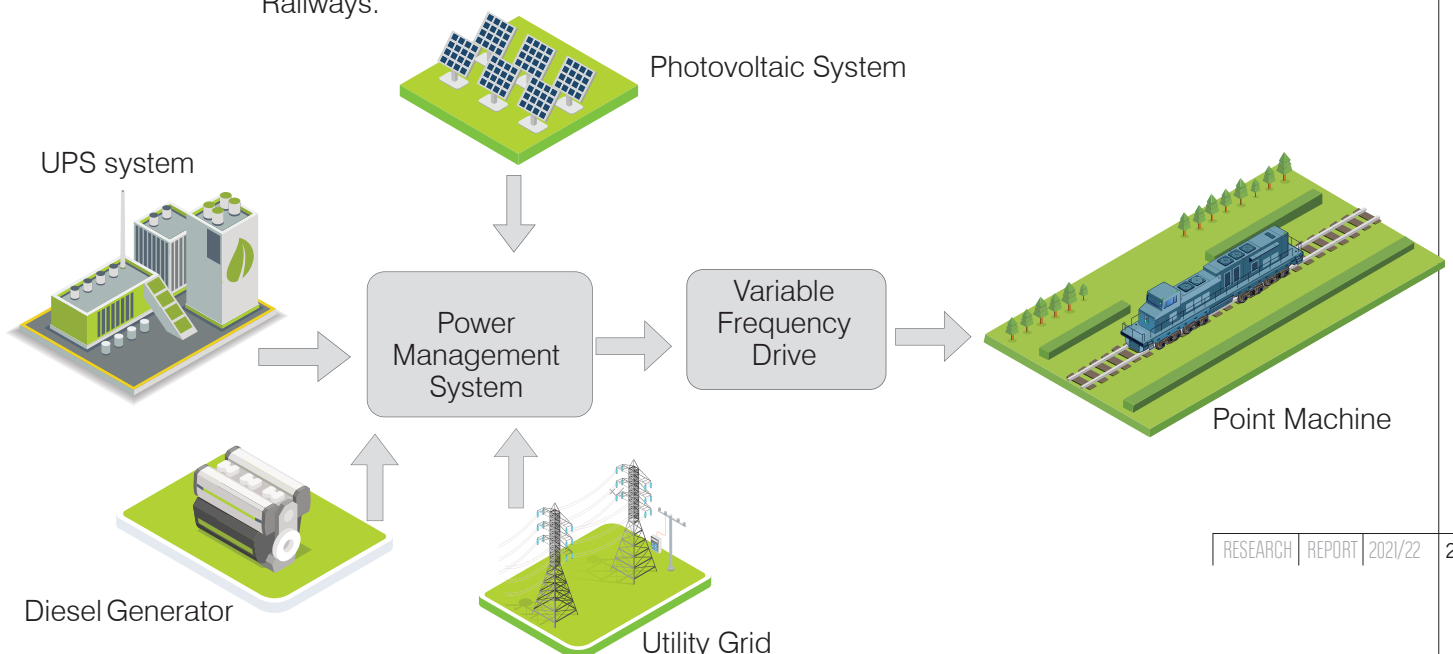 Railways.
Photovoltaic System
UPS system
Power
Management
System
Variable
Frequency
Drive
Point Machine
Diesel Generator
Utility Grid
RESEARCH REPORT 2021/22